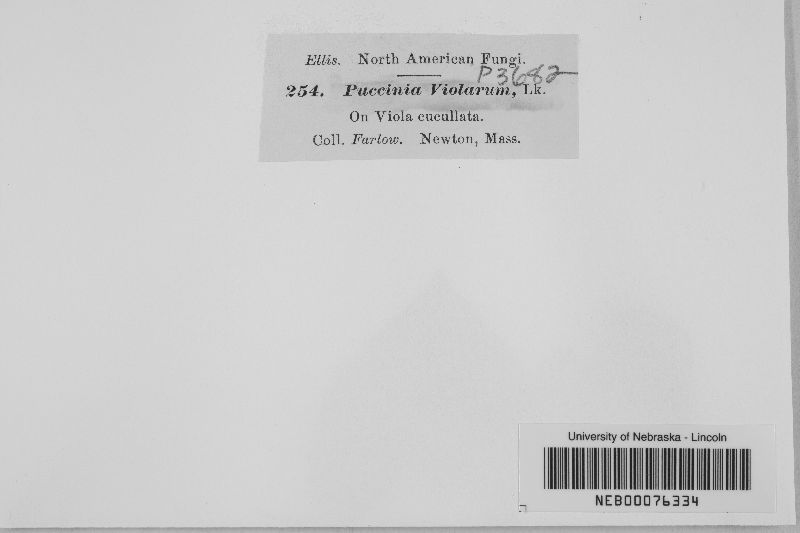 Ellis. North American Fungi.
P3682
254. Puccinia Violarum, Lk.
On Viola cucullata.
Coll. Farlow. Newton, Mass.
University of Nebraska - Lincoln
NEB00076334